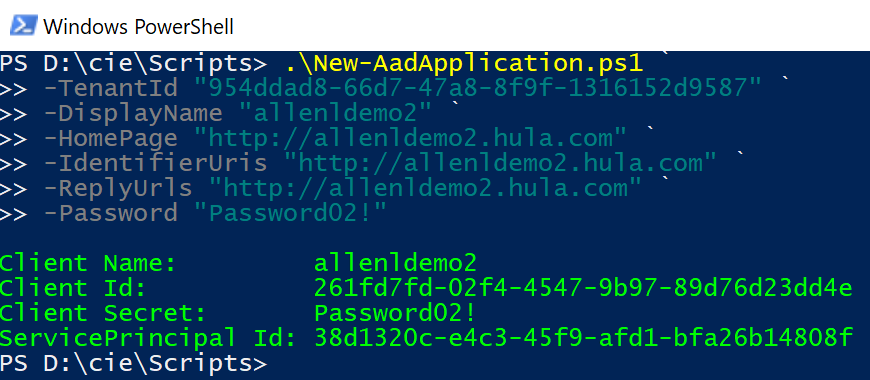 Windows PowerShell
PS D:\cie\Scripts> .\New-AadApplication.ps1 `
>> -TenantId "954ddad8-66d7-47a8-8f9f-1316152d9587" `
>> -DisplayName "allenldemo2" `
>> -HomePage "http://allenldemo2.hula.com" `
>> -IdentifierUris "http://allenldemo2.hula.com" `
>> -ReplyUrls "http://allenldemo2.hula.com" `
>> -Password "Password02!"
Client Name: allenldemo2
Client Id: 261fd7fd-02f4-4547-9b97-89d76d23dd4e
Client Secret: Password02!
ServicePrincipal Id: 38d1320c-e4c3-45f9-afd1-bfa26b14808f
PS D:\cie\Scripts>